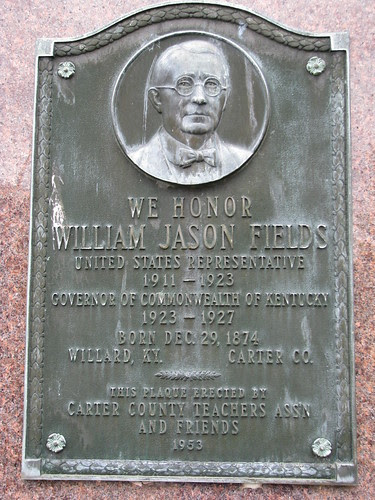 WE HONOR
WILLIAM JASON FIELDS
UNITED STATES REPRESENTATIVE
1911 — 1923
GOVERNOR OF COMMONWEALTH OF KENTUCKY
1923 — 1927
BORN DEC. 29, 1874
WILLARD, KY. CARTER CO.
THIS PLAQUE ERECTED BY
CARTER COUNTY TEACHERS ASS'N
AND FRIENDS
1953